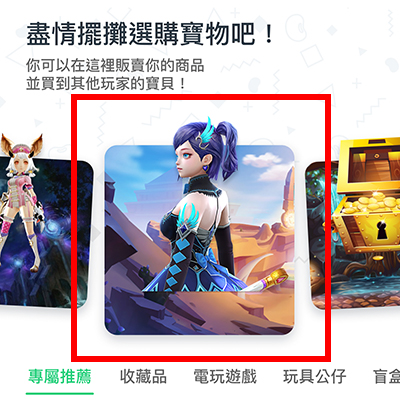 盡情擺攤選購寶物吧！
你可以在這裡販賣你的商品
並買到其他玩家的寶貝！
專屬推薦 收藏品 電玩遊戲 玩具公仔 盲盒